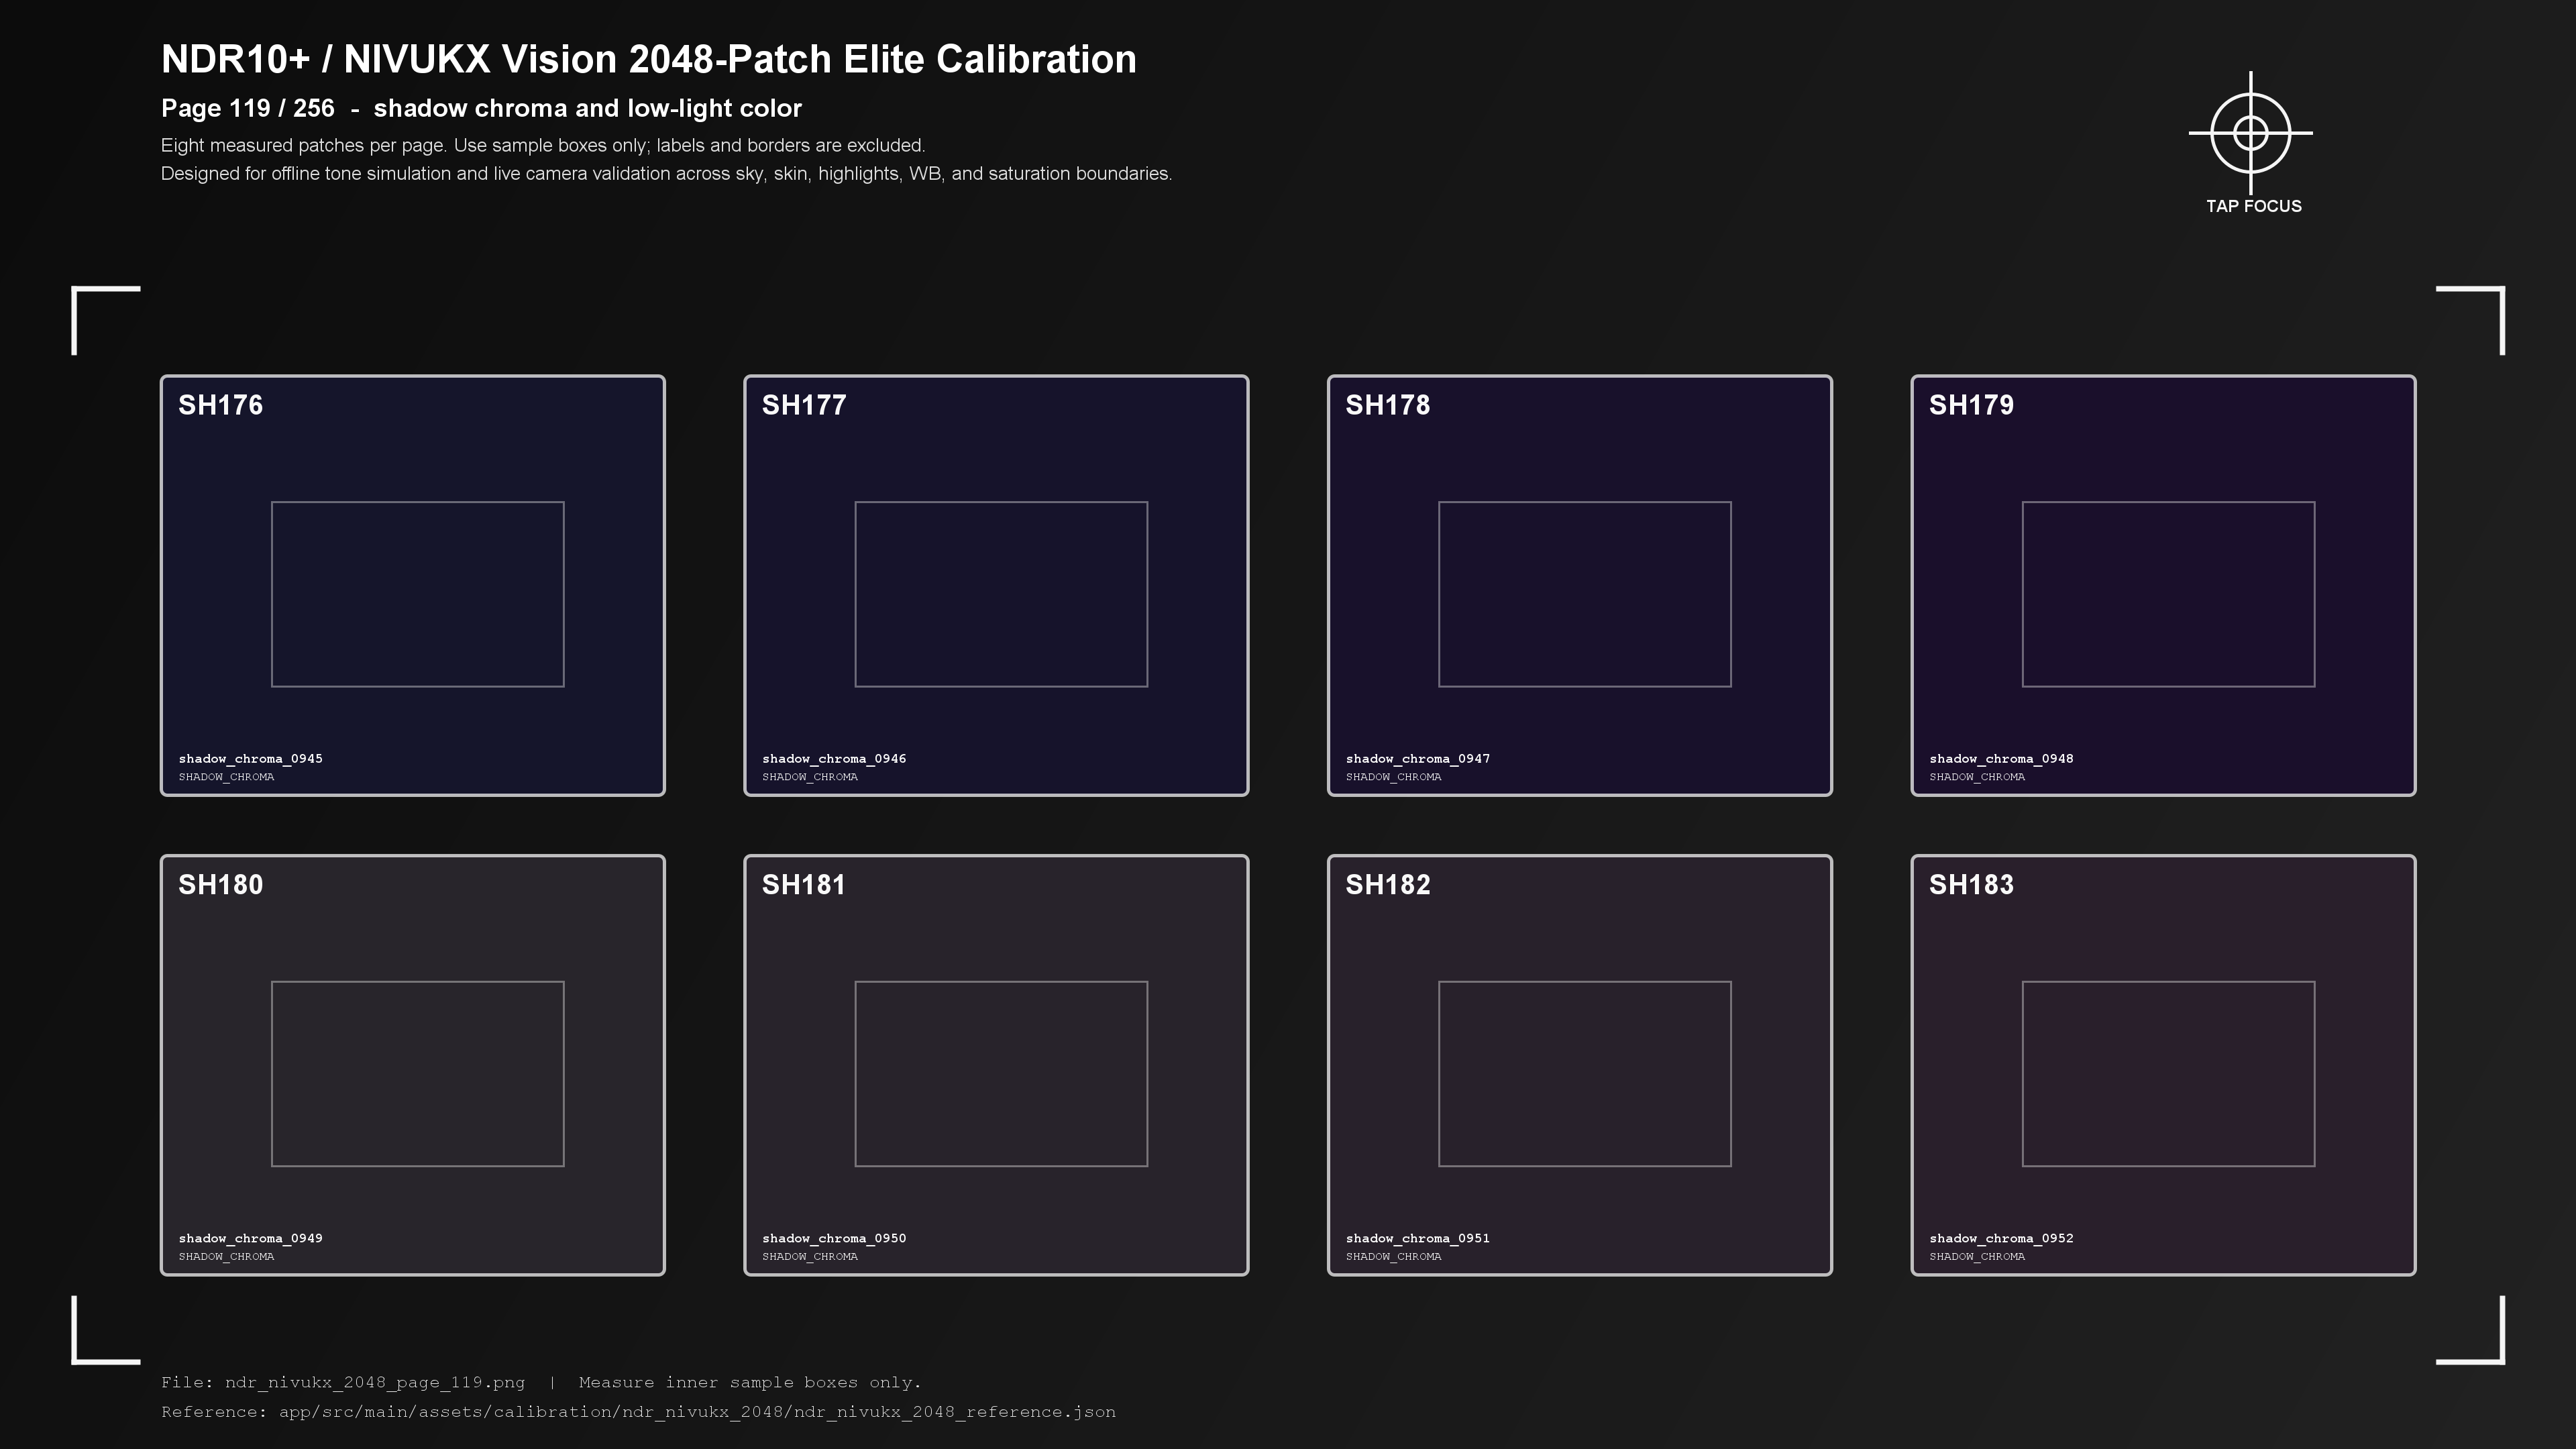 NDR10+ / NIVUKX Vision 2048-Patch Elite Calibration
Page 119 / 256 - shadow chroma and low-light color
Eight measured patches per page. Use sample boxes only; labels and borders are excluded.
Designed for offline tone simulation and live camera validation across sky, skin, highlights, WB, and saturation boundaries.
TAP FOCUS
SH176
shadow_chroma_0945
SHADOW_CHROMA
SH177
shadow_chroma_0946
SHADOW_CHROMA
SH178
shadow_chroma_0947
SHADOW_CHROMA
SH179
shadow_chroma_0948
SHADOW_CHROMA
SH180
shadow_chroma_0949
SHADOW_CHROMA
SH181
shadow_chroma_0950
SHADOW_CHROMA
SH182
shadow_chroma_0951
SHADOW_CHROMA
SH183
shadow_chroma_0952
SHADOW_CHROMA
File: ndr_nivukx_2048_page_119.png | Measure inner sample boxes only.
Reference: app/src/main/assets/calibration/ndr_nivukx_2048/ndr_nivukx_2048_reference.json